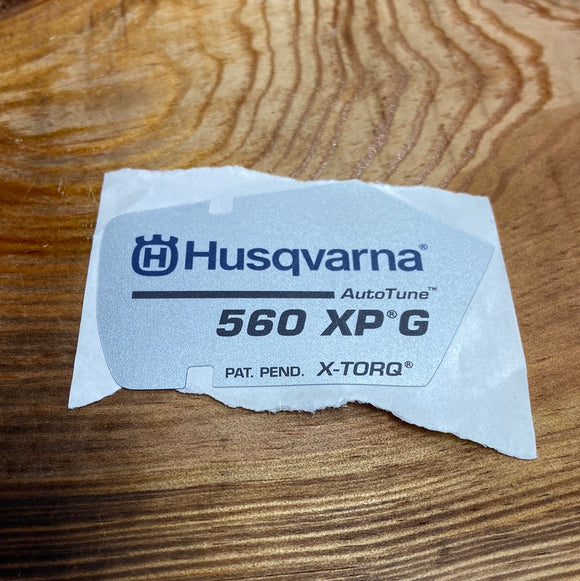 H Husqvarna®
AutoTune™
560 XP® G
PAT. PEND. X-TORQ®